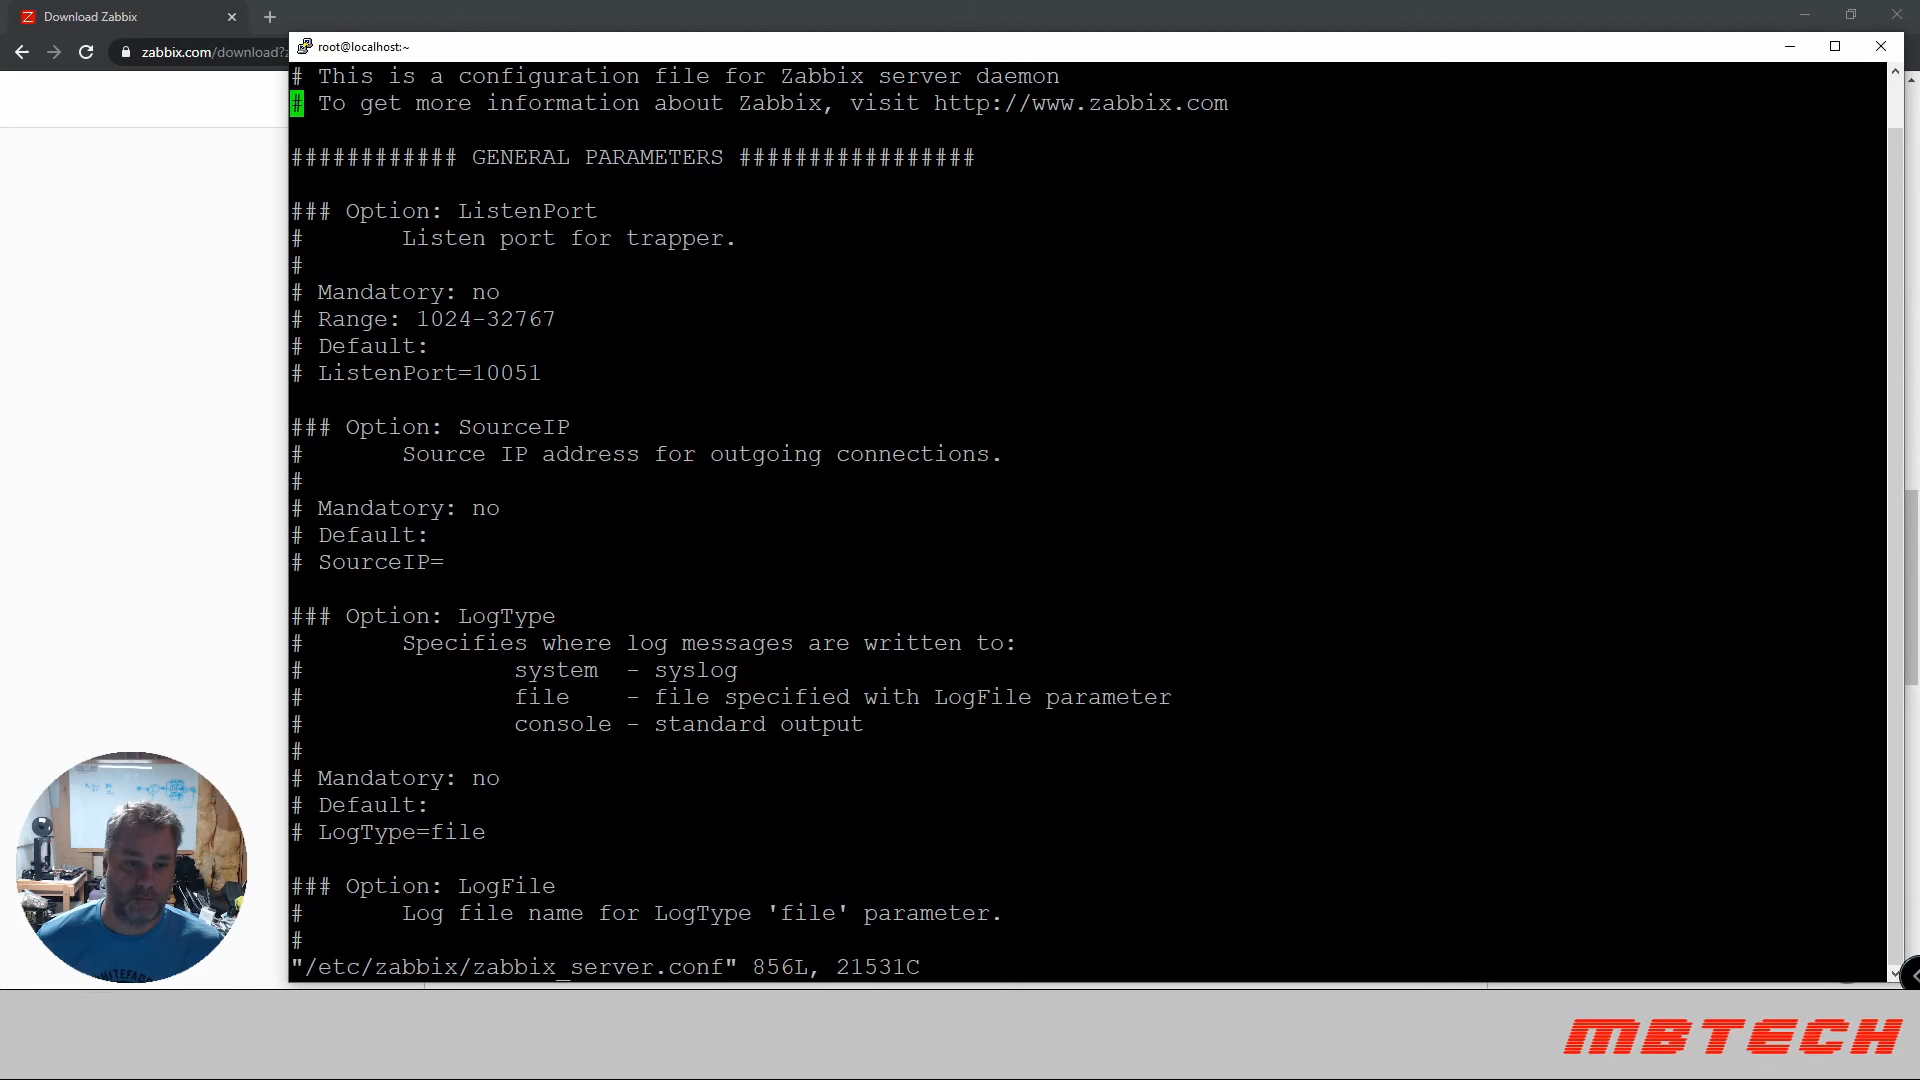 Download Zabbix
zabbix.com/download?z
root@localhost:~
# This is a configuration file for Zabbix server daemon
# To get more information about Zabbix, visit http://www.zabbix.com
############ GENERAL PARAMETERS #################
### Option: ListenPort
# Listen port for trapper.
#
# Mandatory: no
# Range: 1024-32767
# Default:
# ListenPort=10051
### Option: SourceIP
# Source IP address for outgoing connections.
#
# Mandatory: no
# Default:
# SourceIP=
### Option: LogType
# Specifies where log messages are written to:
# system - syslog
# file - file specified with LogFile parameter
# console - standard output
#
# Mandatory: no
# Default:
# LogType=file
### Option: LogFile
# Log file name for LogType 'file' parameter.
#
"/etc/zabbix/zabbix_server.conf" 856L, 21531C
MBTECH